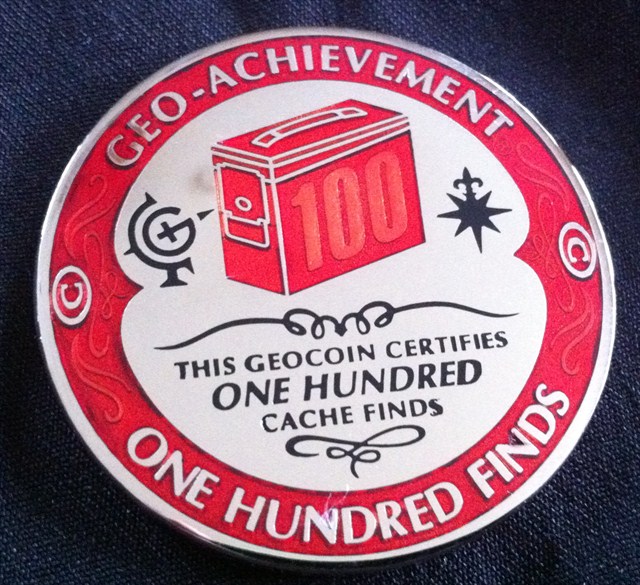 GEO-ACHIEVEMENT
100
C
C
THIS GEOCOIN CERTIFIES
ONE HUNDRED
CACHE FINDS
ONE HUNDRED FINDS